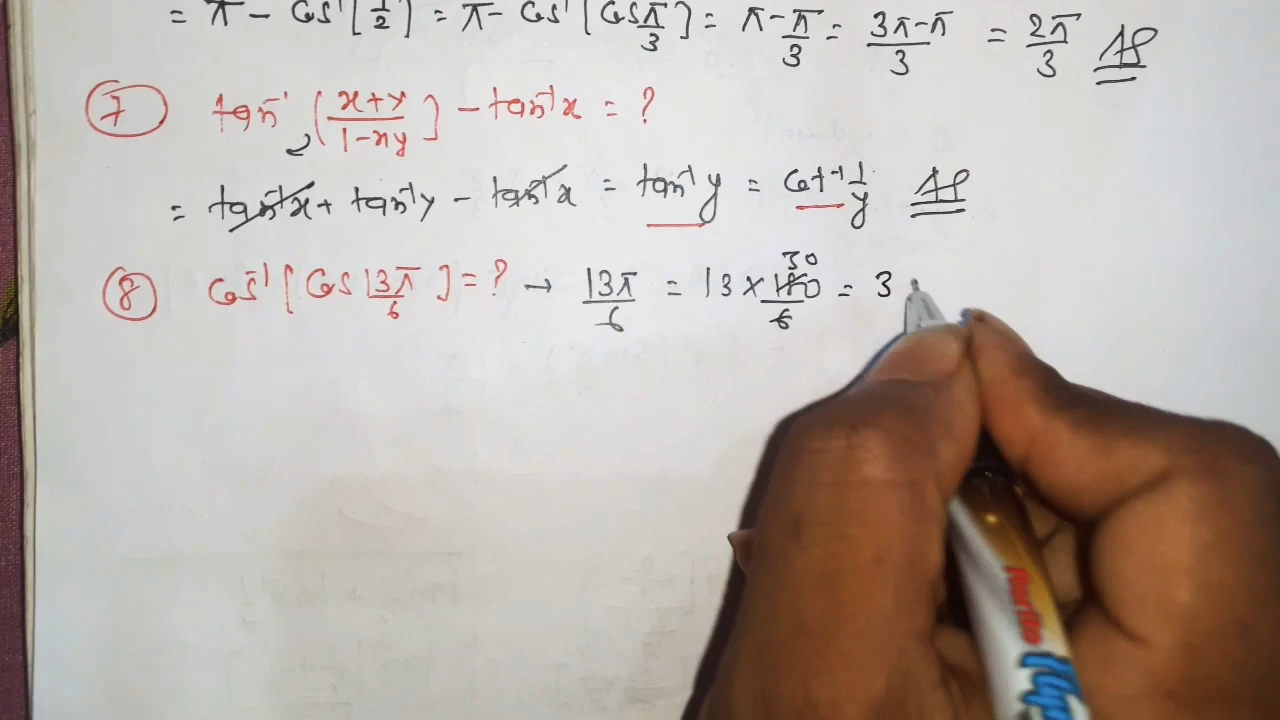 = π - Cos⁻¹[1/2] = π - Cos⁻¹[Cos π/3] = π - π/3 = 3π-π/3 = 2π/3
7 tan⁻¹[x+y/1-xy] - tan⁻¹x = ?
= tan⁻¹x + tan⁻¹y - tan⁻¹x = tan⁻¹y = Cot⁻¹ 1/y
8 Cos⁻¹[Cos 13π/6] = ? → 13π/6 = 13 × 180/6 30 = 3